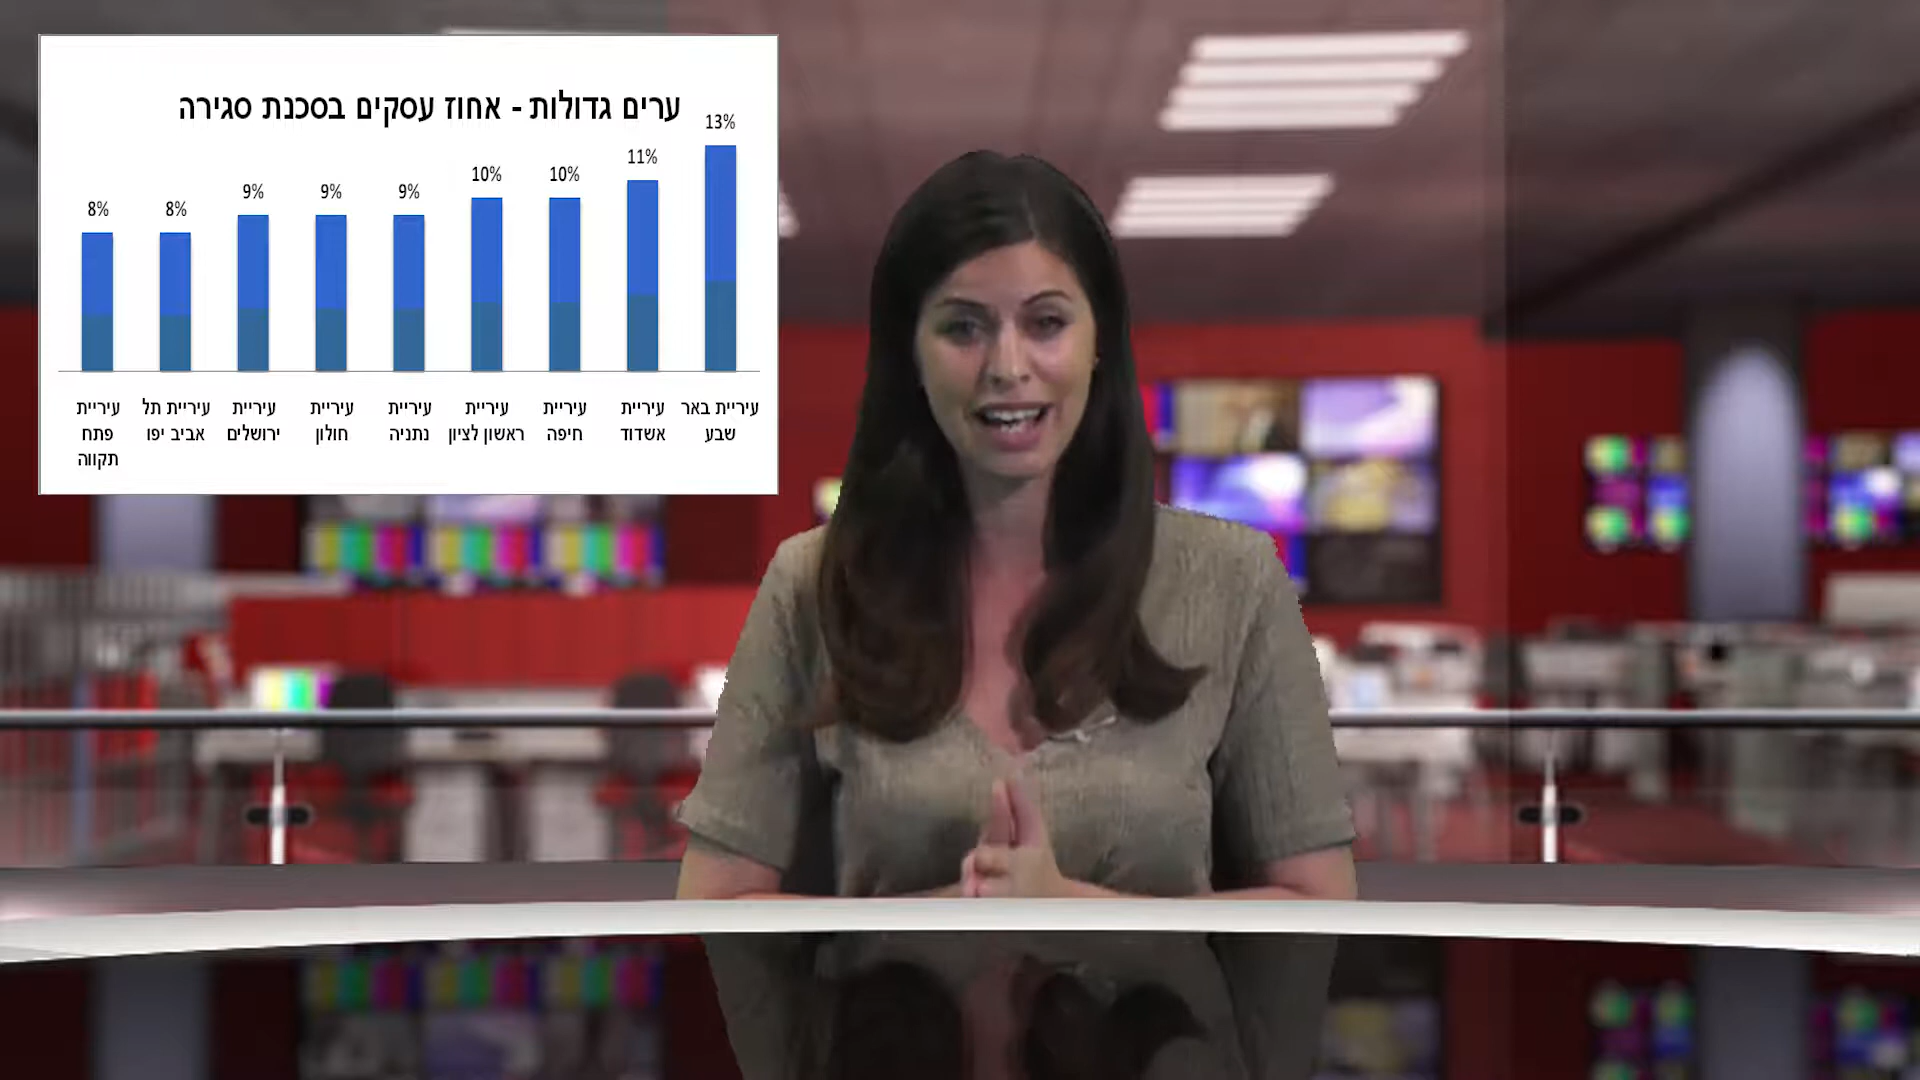 ערים גדולות - אחוז עסקים בסכנת סגירה
13%
11%
10%
10%
9%
9%
9%
8%
8%
עיריית באר
שבע
עיריית
אשדוד
עיריית
חיפה
עיריית
ראשון לציון
עיריית
נתניה
עיריית
חולון
עיריית
ירושלים
עיריית תל
אביב יפו
עיריית
פתח
תקווה